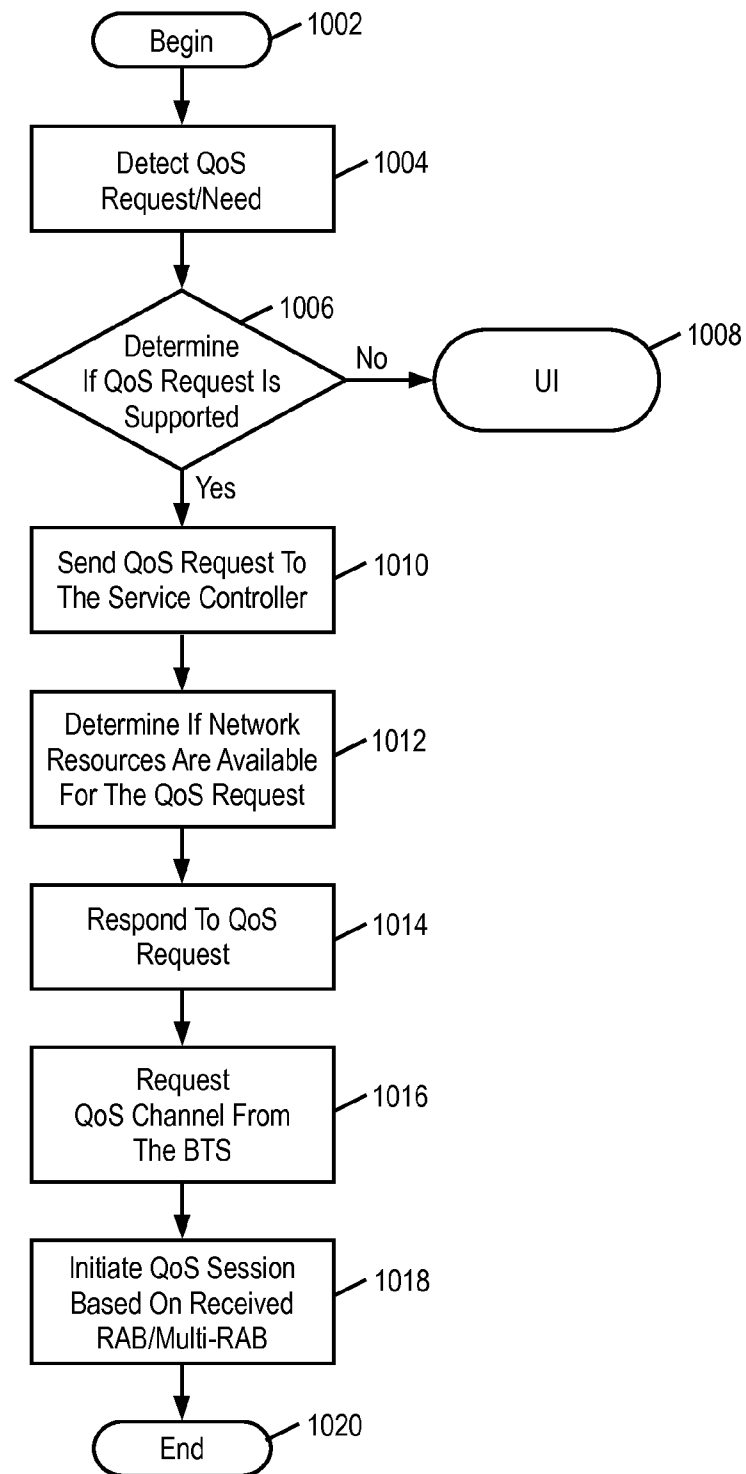 Begin
1002
Detect QoS
Request/Need
1004
1006
Determine
If QoS Request Is
Supported
No
UI
1008
Yes
Send QoS Request To
The Service Controller
1010
Determine If Network
Resources Are Available
For The QoS Request
1012
Respond To QoS
Request
1014
Request
QoS Channel From
The BTS
1016
Initiate QoS Session
Based On Received
RAB/Multi-RAB
1018
End
1020